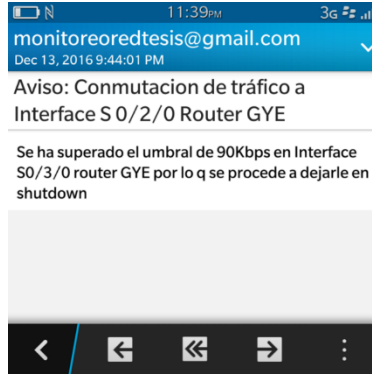 11:39PM 3G
monitoreoredtesis@gmail.com
Dec 13, 2016 9:44:01 PM
Aviso: Conmutacion de tráfico a
Interface S 0/2/0 Router GYE
Se ha superado el umbral de 90Kbps en Interface
S0/3/0 router GYE por lo q se procede a dejarle en
shutdown